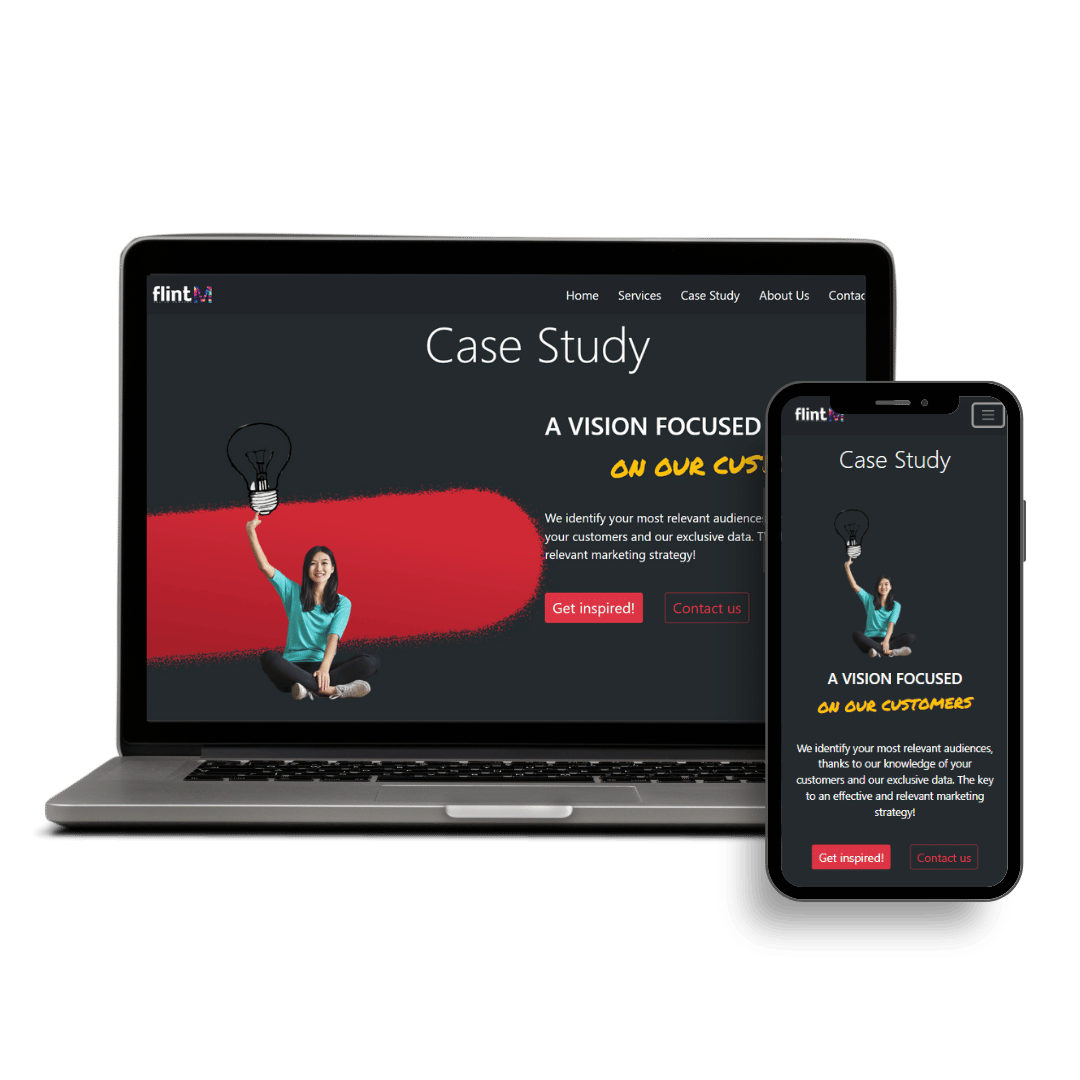 flint M
Home Services Case Study About Us Contac
Case Study
A VISION FOCUSED
ON OUR CUS
We identify your most relevant audiences
your customers and our exclusive data. T
relevant marketing strategy!
Get inspired! Contact us
flint M
Case Study
A VISION FOCUSED
ON OUR CUSTOMERS
We identify your most relevant audiences,
thanks to our knowledge of your
customers and our exclusive data. The key
to an effective and relevant marketing
strategy!
Get inspired! Contact us